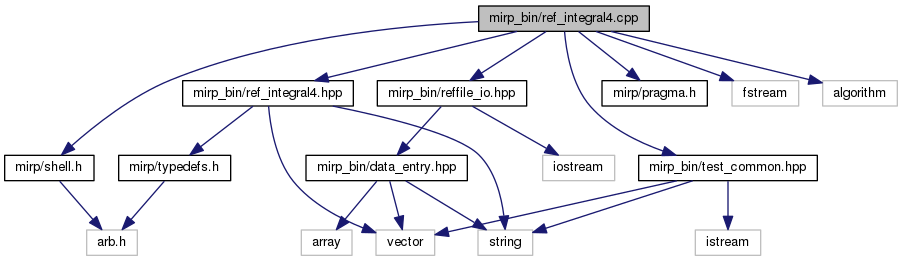 mirp_bin/ref_integral4.cpp
mirp_bin/ref_integral4.hpp
mirp_bin/reffile_io.hpp
mirp/pragma.h
fstream
algorithm
mirp/shell.h
mirp/typedefs.h
mirp_bin/data_entry.hpp
iostream
mirp_bin/test_common.hpp
arb.h
array
vector
string
istream